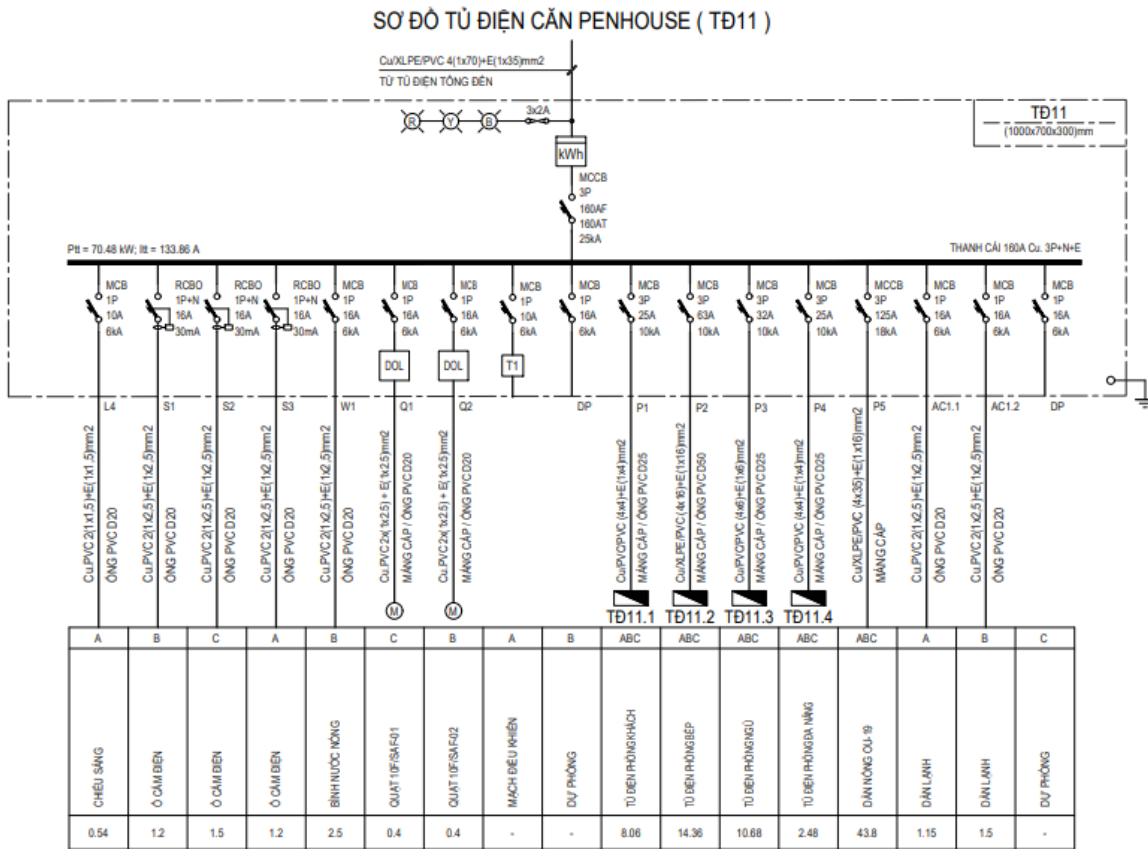 SƠ ĐỒ TỦ ĐIỆN CĂN PENHOUSE ( TĐ11 )
Cu/XLPE/PVC 4(1x70)+E(1x35)mm2
TỪ TỦ ĐIỆN TỔNG ĐẾN
R Y B 3x2A
TĐ11
(1000x700x300)mm
kWh
MCCB
3P
160AF
160AT
25kA
Ptt = 70.48 kW; Itt = 133.86 A
THANH CÁI 160A Cu. 3P+N+E
MCB RCBO RCBO RCBO MCB MCB MCB MCB MCB MCB MCB MCB MCB MCCB MCB MCB MCB
1P 1P+N 1P+N 1P+N 1P 1P 1P 1P 1P 3P 3P 3P 3P 3P 1P 1P 1P
10A 16A 16A 16A 16A 16A 16A 10A 16A 25A 63A 32A 25A 125A 16A 16A 16A
6kA 30mA 30mA 30mA 6kA 6kA 6kA 6kA 6kA 10kA 10kA 10kA 10kA 18kA 6kA 6kA 6kA
DOL DOL T1
L4 S1 S2 S3 W1 Q1 Q2 DP P1 P2 P3 P4 P5 AC1.1 AC1.2 DP
Cu.PVC 2(1x1,5)+E(1x1,5)mm2
ỐNG PVC D20
Cu.PVC 2(1x2,5)+E(1x2,5)mm2
ỐNG PVC D20
Cu.PVC 2(1x2,5)+E(1x2,5)mm2
ỐNG PVC D20
Cu.PVC 2(1x2,5)+E(1x2,5)mm2
ỐNG PVC D20
Cu.PVC 2(1x2,5)+E(1x2,5)mm2
ỐNG PVC D20
Cu.PVC 2x(1x2.5) + E(1x2.5)mm2
MÁNG CÁP / ỐNG PVC D20
Cu.PVC 2x(1x2.5) + E(1x2.5)mm2
MÁNG CÁP / ỐNG PVC D20
Cu/PVC/PVC (4x4)+E(1x4)mm2
MÁNG CÁP / ỐNG PVC D25
Cu/XLPE/PVC (4x16)+E(1x16)mm2
MÁNG CÁP / ỐNG PVC D50
Cu/PVC/PVC (4x6)+E(1x6)mm2
MÁNG CÁP / ỐNG PVC D25
Cu/PVC/PVC (4x4)+E(1x4)mm2
MÁNG CÁP / ỐNG PVC D25
Cu/XLPE/PVC (4x35)+E(1x16)mm2
MÁNG CÁP
Cu.PVC 2(1x2,5)+E(1x2,5)mm2
ỐNG PVC D20
Cu.PVC 2(1x2,5)+E(1x2,5)mm2
ỐNG PVC D20
M M
TĐ11.1 TĐ11.2 TĐ11.3 TĐ11.4
A B C A B C B A B ABC ABC ABC ABC ABC A B C
CHIẾU SÁNG
Ổ CẮM ĐIỆN
Ổ CẮM ĐIỆN
Ổ CẮM ĐIỆN
BÌNH NƯỚC NÓNG
QUẠT 10F/SAF-01
QUẠT 10F/SAF-02
MẠCH ĐIỀU KHIỂN
DỰ PHÒNG
TỦ ĐIỆN PHÒNG KHÁCH
TỦ ĐIỆN PHÒNG BẾP
TỦ ĐIỆN PHÒNG NGỦ
TỦ ĐIỆN PHÒNG ĐA NĂNG
DÀN NÓNG OU-19
DÀN LẠNH
DÀN LẠNH
DỰ PHÒNG
0.54 1.2 1.5 1.2 2.5 0.4 0.4 - - 8.06 14.36 10.68 2.48 43.8 1.15 1.5 -